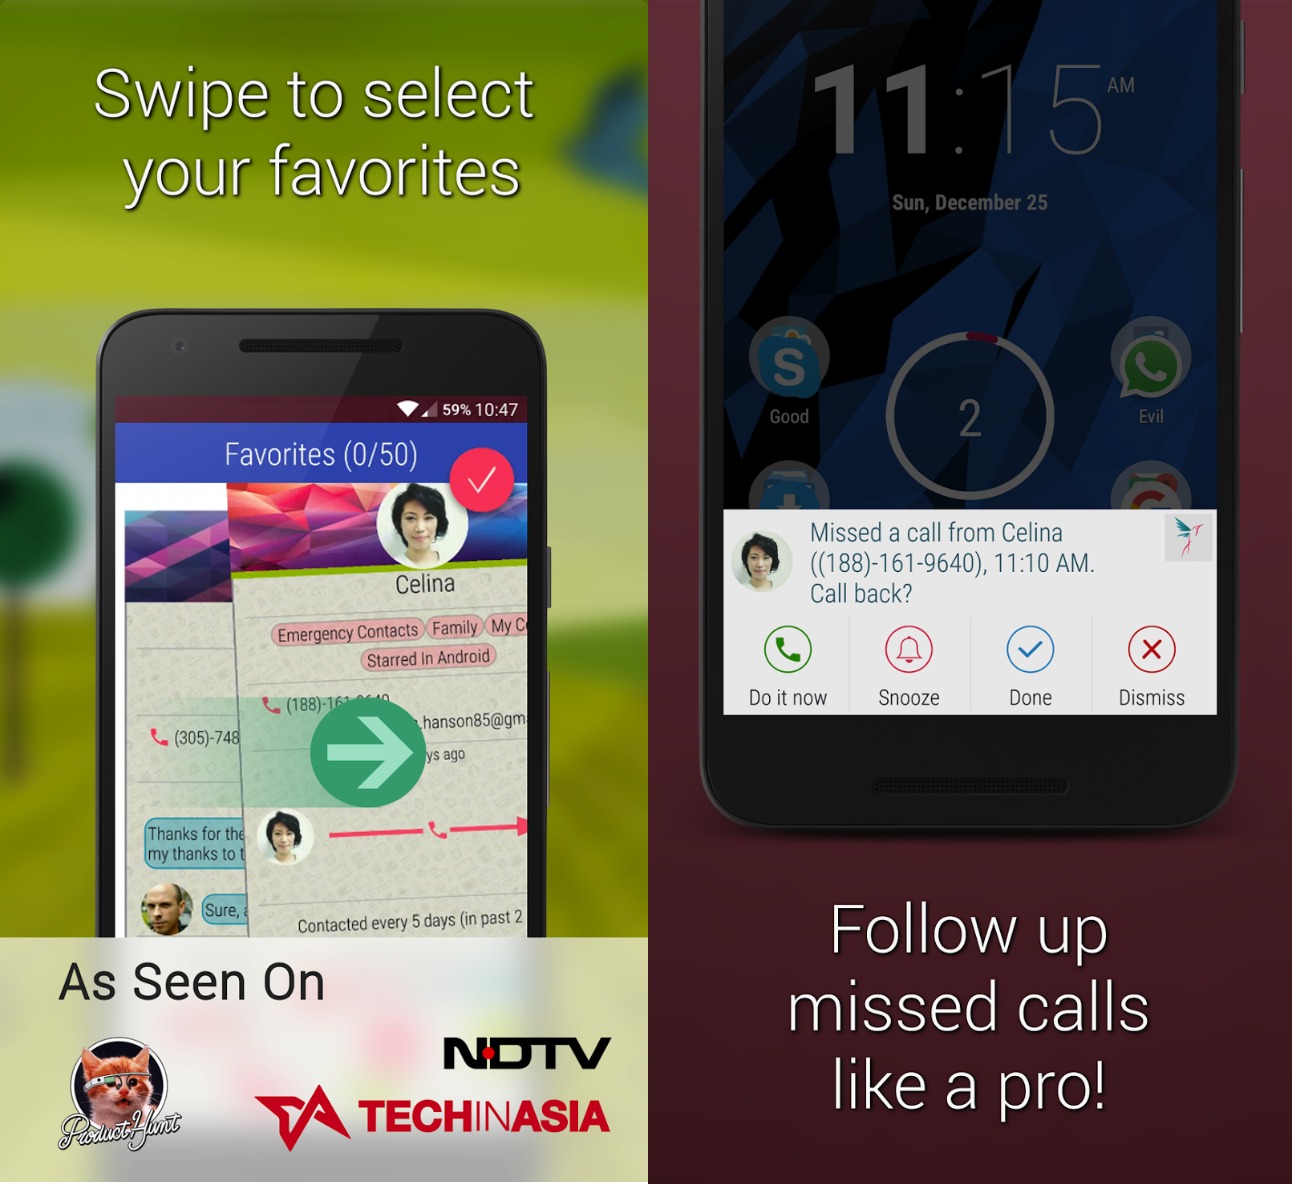 Swipe to select
your favorites
59% 10:47
Favorites (0/50)
Celina
Emergency Contacts Family My C
Starred In Android
(188)-161-9640
.hanson85@gm
ys ago
(305)-748
Thanks for the
my thanks to t
Sure,
Contacted every 5 days (in past 2
As Seen On
Product Hunt
NDTV
TECHINASIA
11:15 AM
Sun, December 25
S
Good
2
Evil
G
Missed a call from Celina
((188)-161-9640), 11:10 AM.
Call back?
Do it now
Snooze
Done
Dismiss
Follow up
missed calls
like a pro!